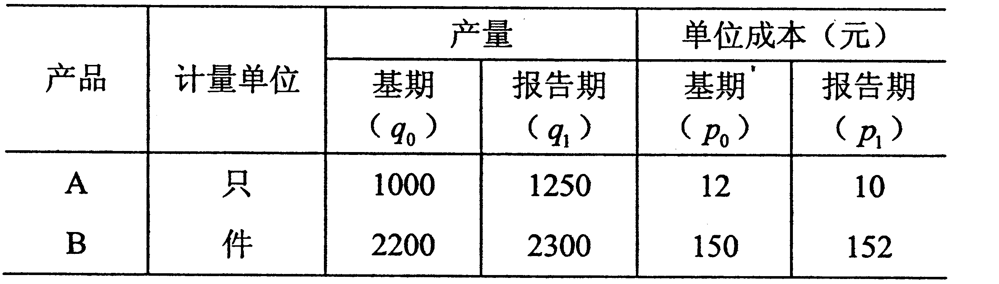 产品 计量单位 产量 单位成本（元）
基期 报告期 基期 报告期
（q₀） （q₁） （p₀） （p₁）
A 只 1000 1250 12 10
B 件 2200 2300 150 152